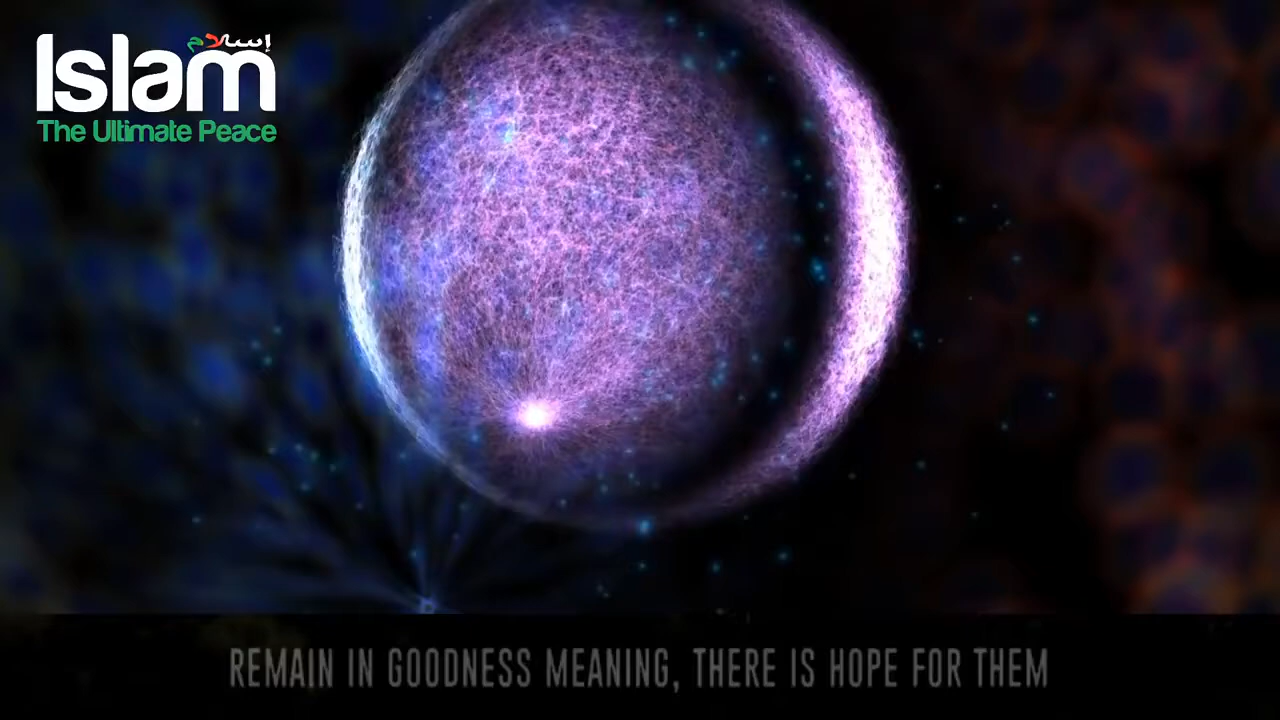 إسلام
Islam
The Ultimate Peace
REMAIN IN GOODNESS MEANING, THERE IS HOPE FOR THEM